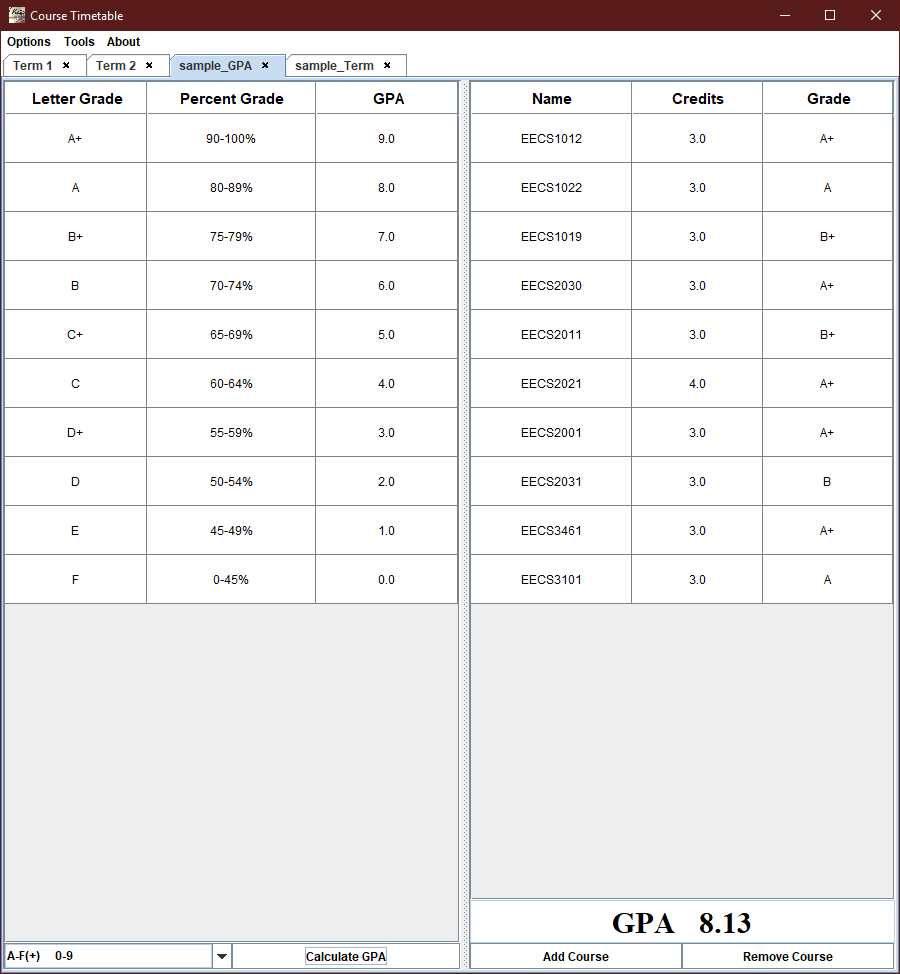 Course Timetable
Options Tools About
Term 1 × Term 2 × sample_GPA × sample_Term ×
Letter Grade Percent Grade GPA
A+ 90-100% 9.0
A 80-89% 8.0
B+ 75-79% 7.0
B 70-74% 6.0
C+ 65-69% 5.0
C 60-64% 4.0
D+ 55-59% 3.0
D 50-54% 2.0
E 45-49% 1.0
F 0-45% 0.0
A-F(+) 0-9 Calculate GPA
Name Credits Grade
EECS1012 3.0 A+
EECS1022 3.0 A
EECS1019 3.0 B+
EECS2030 3.0 A+
EECS2011 3.0 B+
EECS2021 4.0 A+
EECS2001 3.0 A+
EECS2031 3.0 B
EECS3461 3.0 A+
EECS3101 3.0 A
GPA 8.13
Add Course Remove Course